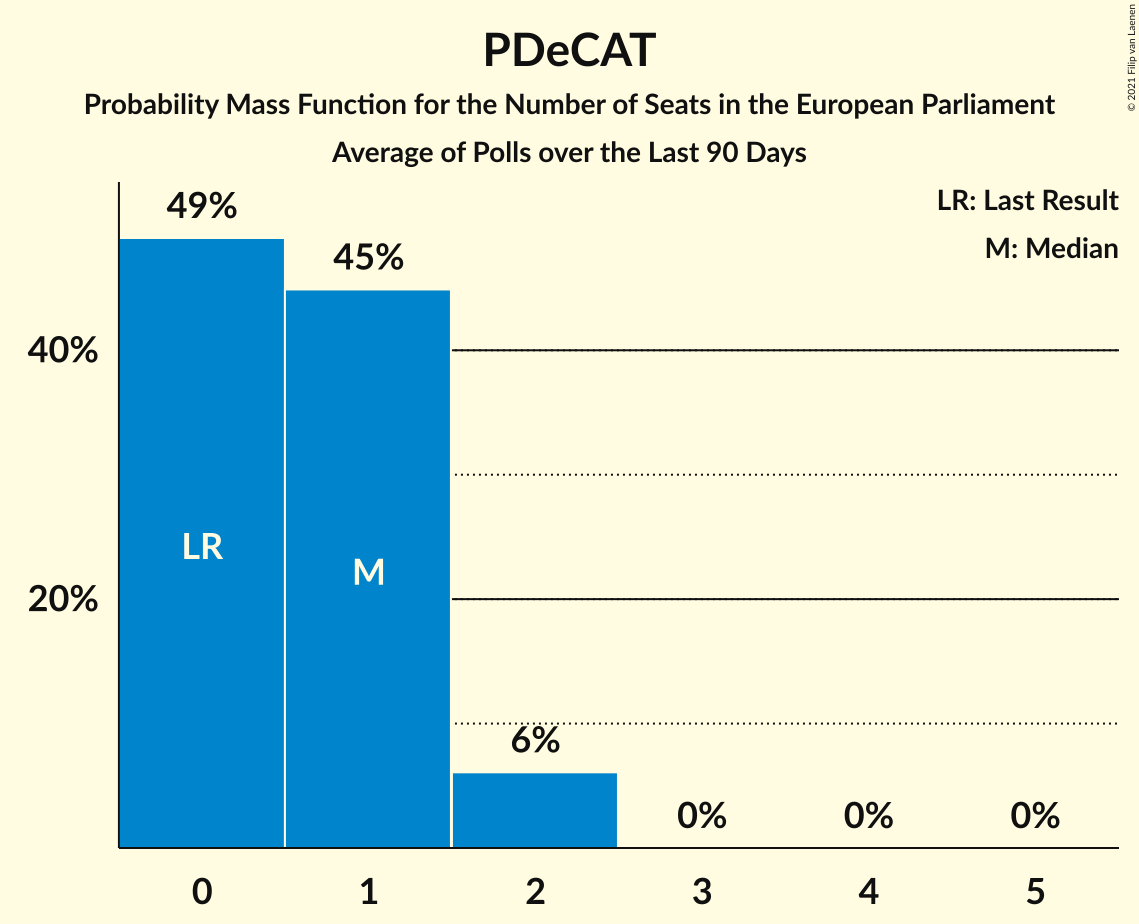 PDeCAT
Probability Mass Function for the Number of Seats in the European Parliament
Average of Polls over the Last 90 Days
© 2021 Filip van Laenen
LR: Last Result
M: Median
49%
45%
40%
LR
M
20%
6%
0%
0%
0%
0
1
2
3
4
5